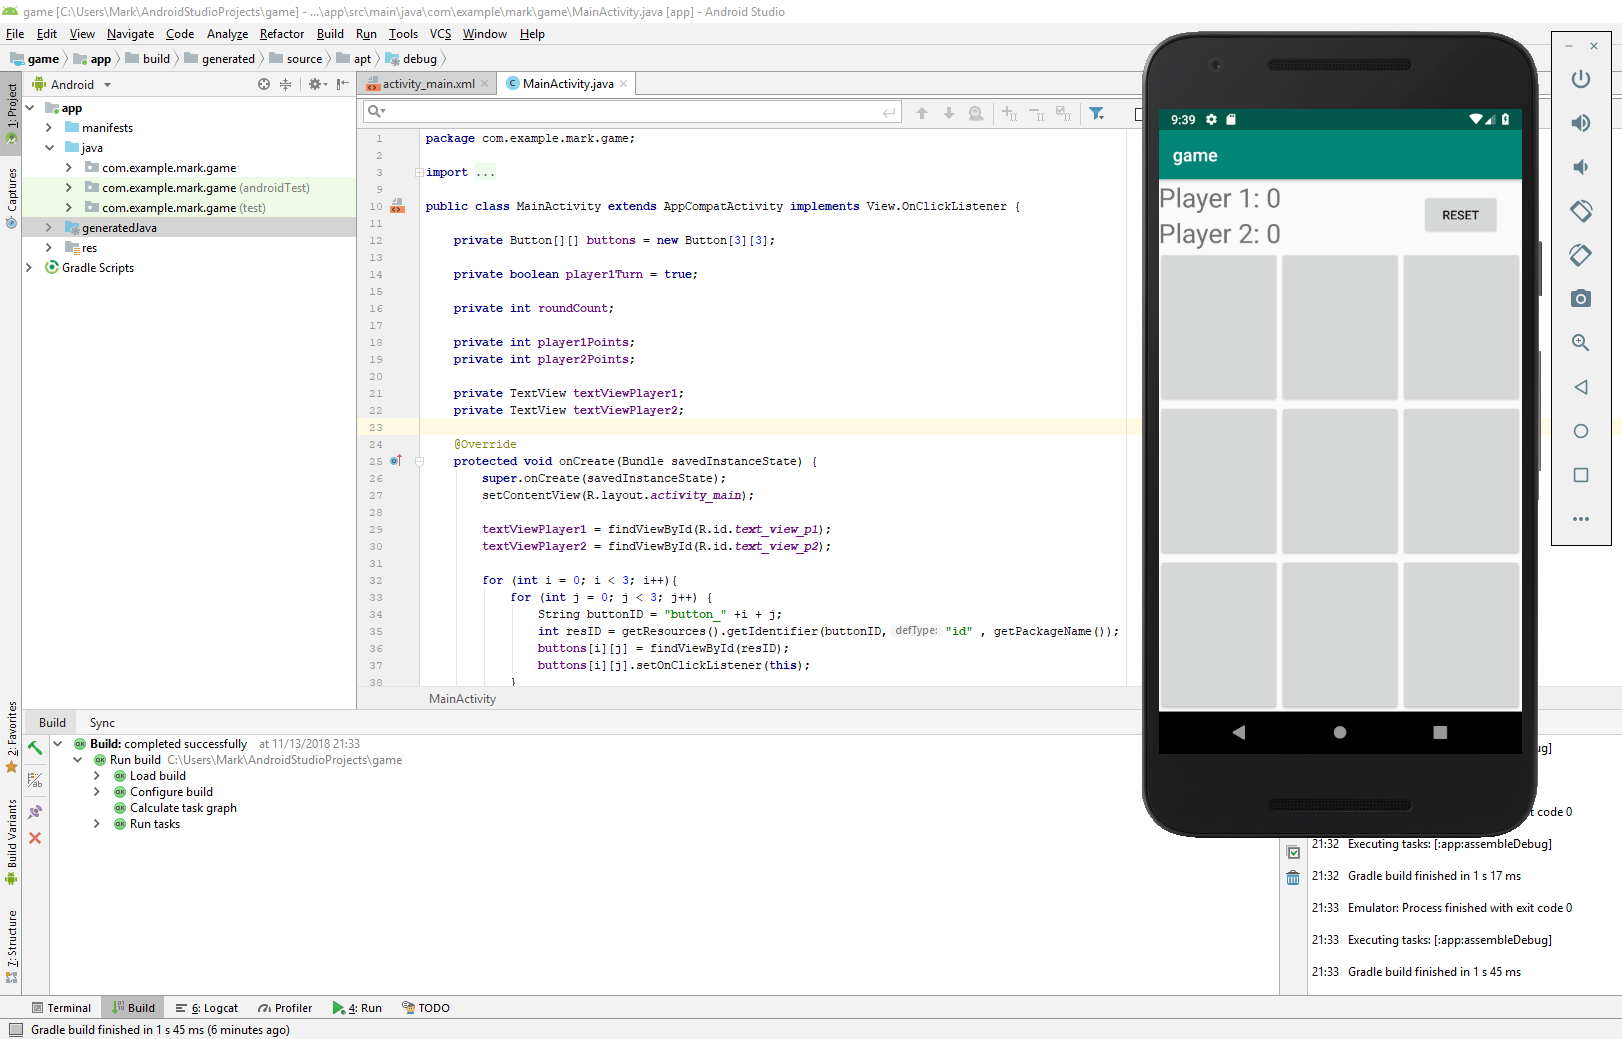 game [C:\Users\Mark\AndroidStudioProjects\game] - ...\app\src\main\java\com\example\mark\game\MainActivity.java [app] - Android Studio
File Edit View Navigate Code Analyze Refactor Build Run Tools VCS Window Help
game app build generated source apt debug
1: Project
Captures
2: Favorites
Build Variants
7: Structure
Android
app
manifests
java
com.example.mark.game
com.example.mark.game (androidTest)
com.example.mark.game (test)
generatedJava
res
Gradle Scripts
activity_main.xml
MainActivity.java
1 package com.example.mark.game;
2
3 import ...
9
10 public class MainActivity extends AppCompatActivity implements View.OnClickListener {
11
12 private Button[][] buttons = new Button[3][3];
13
14 private boolean player1Turn = true;
15
16 private int roundCount;
17
18 private int player1Points;
19 private int player2Points;
20
21 private TextView textViewPlayer1;
22 private TextView textViewPlayer2;
23
24 @Override
25 protected void onCreate(Bundle savedInstanceState) {
26 super.onCreate(savedInstanceState);
27 setContentView(R.layout.activity_main);
28
29 textViewPlayer1 = findViewById(R.id.text_view_p1);
30 textViewPlayer2 = findViewById(R.id.text_view_p2);
31
32 for (int i = 0; i < 3; i++){
33 for (int j = 0; j < 3; j++) {
34 String buttonID = "button_" +i + j;
35 int resID = getResources().getIdentifier(buttonID, defType: "id" , getPackageName());
36 buttons[i][j] = findViewById(resID);
37 buttons[i][j].setOnClickListener(this);
38 }
MainActivity
9:39
game
Player 1: 0
RESET
Player 2: 0
Build Sync
Build: completed successfully at 11/13/2018 21:33
Run build C:\Users\Mark\AndroidStudioProjects\game
Load build
Configure build
Calculate task graph
Run tasks
ug]
t code 0
21:32 Executing tasks: [:app:assembleDebug]
21:32 Gradle build finished in 1 s 17 ms
21:33 Emulator: Process finished with exit code 0
21:33 Executing tasks: [:app:assembleDebug]
21:33 Gradle build finished in 1 s 45 ms
Terminal Build 6: Logcat Profiler 4: Run TODO
Gradle build finished in 1 s 45 ms (6 minutes ago)